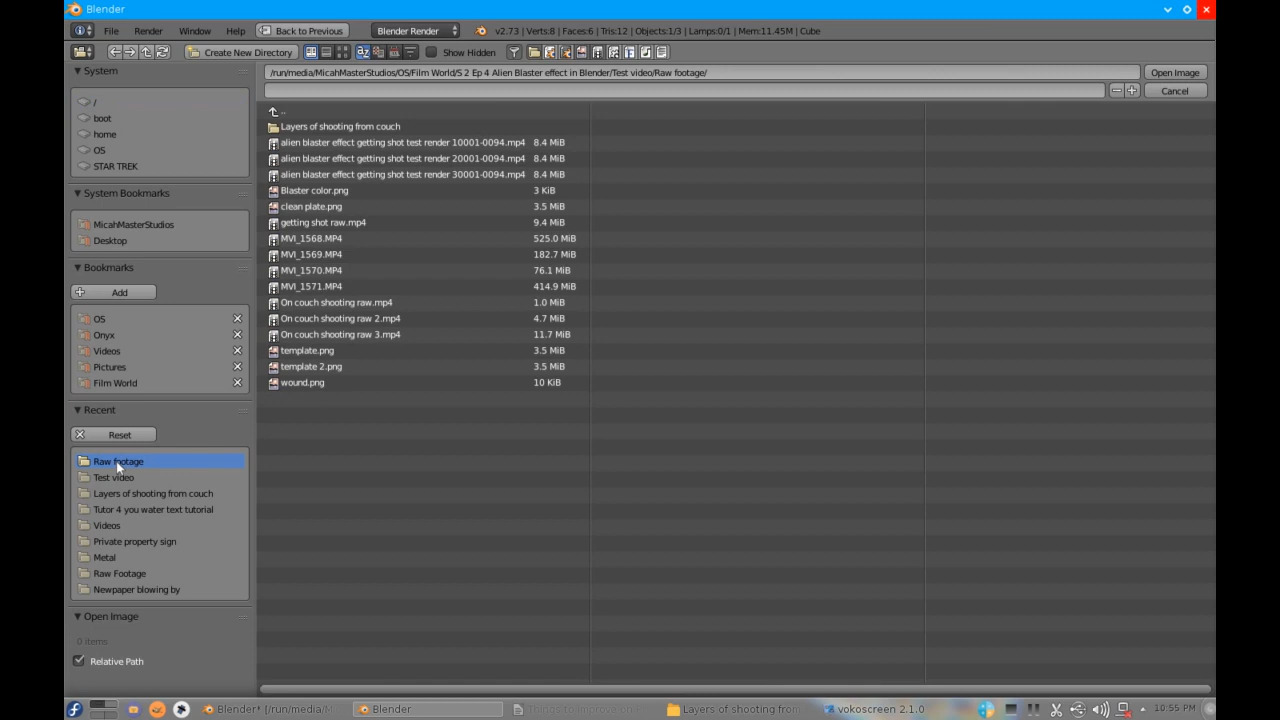 Blender
File Render Window Help Back to Previous Blender Render v2.73 | Verts:8 | Faces:6 | Tris:12 | Objects:1/3 | Lamps:0/1 | Mem:11.45M | Cube
Create New Directory Show Hidden
System
/
boot
home
OS
STAR TREK
System Bookmarks
MicahMasterStudios
Desktop
Bookmarks
Add
OS
Onyx
Videos
Pictures
Film World
Recent
Reset
Raw footage
Test video
Layers of shooting from couch
Tutor 4 you water text tutorial
Videos
Private property sign
Metal
Raw Footage
Newpaper blowing by
Open Image
0 items
Relative Path
/run/media/MicahMasterStudios/OS/Film World/S 2 Ep 4 Alien Blaster effect in Blender/Test video/Raw footage/ Open Image
Cancel
..
Layers of shooting from couch
alien blaster effect getting shot test render 10001-0094.mp4 8.4 MiB
alien blaster effect getting shot test render 20001-0094.mp4 8.4 MiB
alien blaster effect getting shot test render 30001-0094.mp4 8.4 MiB
Blaster color.png 3 KiB
clean plate.png 3.5 MiB
getting shot raw.mp4 9.4 MiB
MVI_1568.MP4 525.0 MiB
MVI_1569.MP4 182.7 MiB
MVI_1570.MP4 76.1 MiB
MVI_1571.MP4 414.9 MiB
On couch shooting raw.mp4 1.0 MiB
On couch shooting raw 2.mp4 4.7 MiB
On couch shooting raw 3.mp4 11.7 MiB
template.png 3.5 MiB
template 2.png 3.5 MiB
wound.png 10 KiB
Blender* [/run/media/M Blender Things to improve on Layers of shooting from vokoscreen 2.1.0 10:55 PM